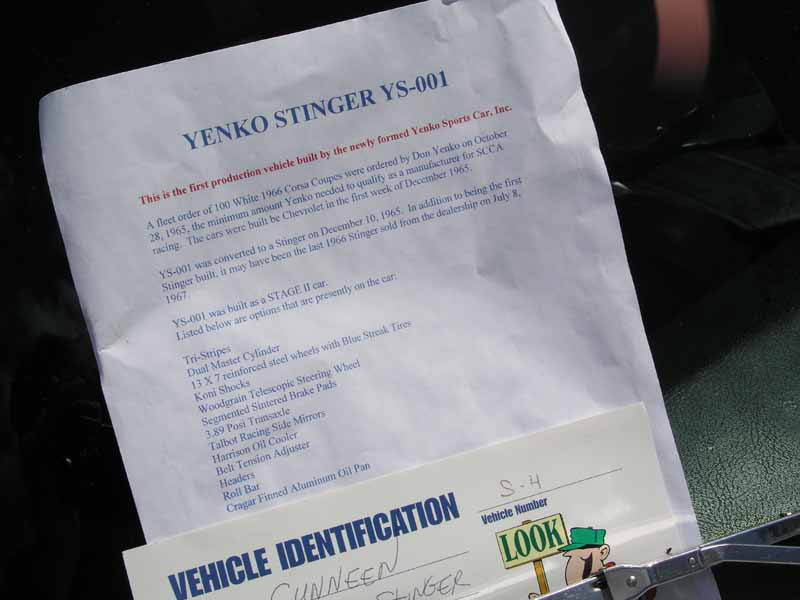 YENKO STINGER YS-001
This is the first production vehicle built by the newly formed Yenko Sports Car, Inc.
A fleet order of 100 White 1966 Corsa Coupes were ordered by Don Yenko on October
28, 1965, the minimum amount Yenko needed to qualify as a manufacturer for SCCA
racing. The cars were built be Chevrolet in the first week of December 1965.
YS-001 was converted to a Stinger on December 10, 1965. In addition to being the first
Stinger built, it may have been the last 1966 Stinger sold from the dealership on July 8,
1967.
YS-001 was built as a STAGE II car.
Listed below are options that are presently on the car:
Tri-Stripes
Dual Master Cylinder
13 X 7 reinforced steel wheels with Blue Streak Tires
Koni Shocks
Woodgrain Telescopic Steering Wheel
Segmented Sintered Brake Pads
3.89 Posi Transaxle
Talbot Racing Side Mirrors
Harrison Oil Cooler
Belt Tension Adjuster
Headers
Roll Bar
Cragar Finned Aluminum Oil Pan
S-4
Vehicle Number
VEHICLE IDENTIFICATION
LOOK
CUNNEEN
STINGER